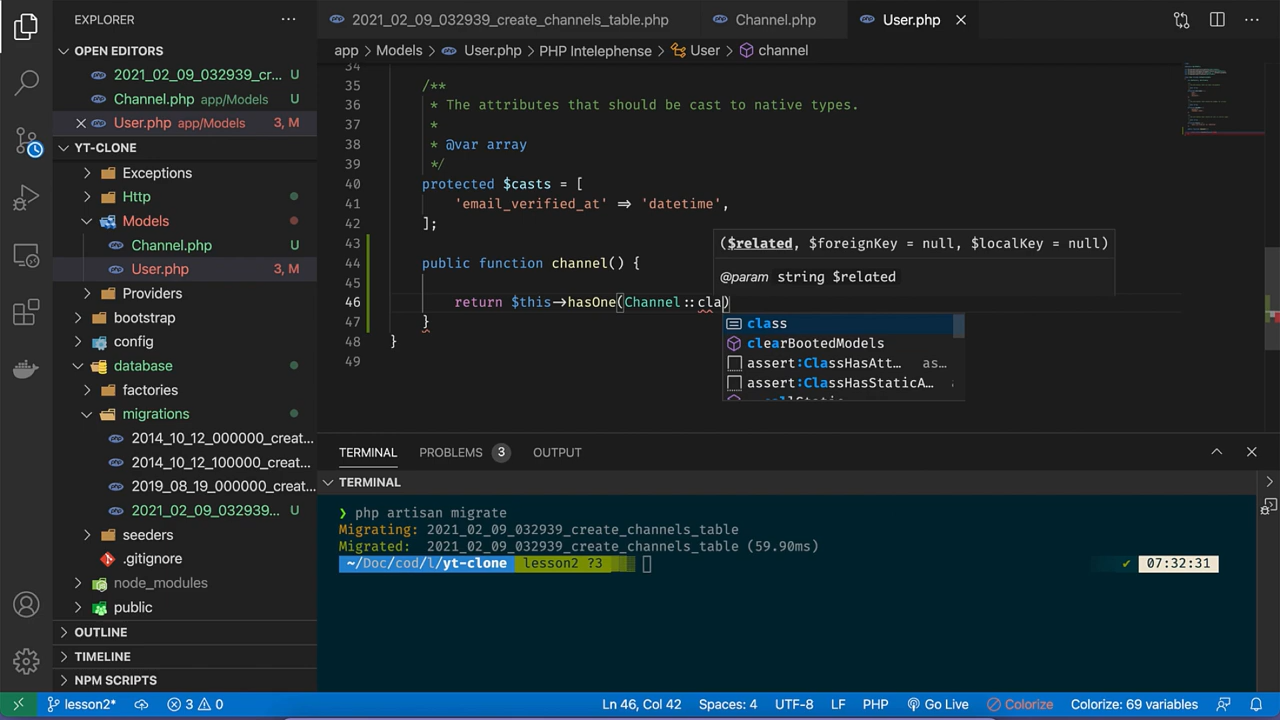 EXPLORER
OPEN EDITORS
2021_02_09_032939_cr... U
Channel.php app/Models U
User.php app/Models 3, M
YT-CLONE
Exceptions
Http
Models
Channel.php U
User.php 3, M
Providers
bootstrap
config
database
factories
migrations
2014_10_12_000000_creat...
2014_10_12_100000_creat...
2019_08_19_000000_creat...
2021_02_09_032939... U
seeders
.gitignore
node_modules
public
OUTLINE
TIMELINE
NPM SCRIPTS
2021_02_09_032939_create_channels_table.php Channel.php User.php
app > Models > User.php > PHP Intelephense > User > channel
34
35 /**
36 * The attributes that should be cast to native types.
37 *
38 * @var array
39 */
40 protected $casts = [
41 'email_verified_at' => 'datetime',
42 ];
43
44 public function channel() {
45
46 return $this->hasOne(Channel::cla)
47 }
48 }
49
($related, $foreignKey = null, $localKey = null)
@param string $related
class
clearBootedModels
assert:ClassHasAtt... as...
assert:ClassHasStaticA...
TERMINAL PROBLEMS 3 OUTPUT
TERMINAL
❯ php artisan migrate
Migrating: 2021_02_09_032939_create_channels_table
Migrated: 2021_02_09_032939_create_channels_table (59.90ms)
~/Doc/cod/l/yt-clone lesson2 ?3 ✔ 07:32:31
lesson2* 3 0 Ln 46, Col 42 Spaces: 4 UTF-8 LF PHP Go Live Colorize Colorize: 69 variables